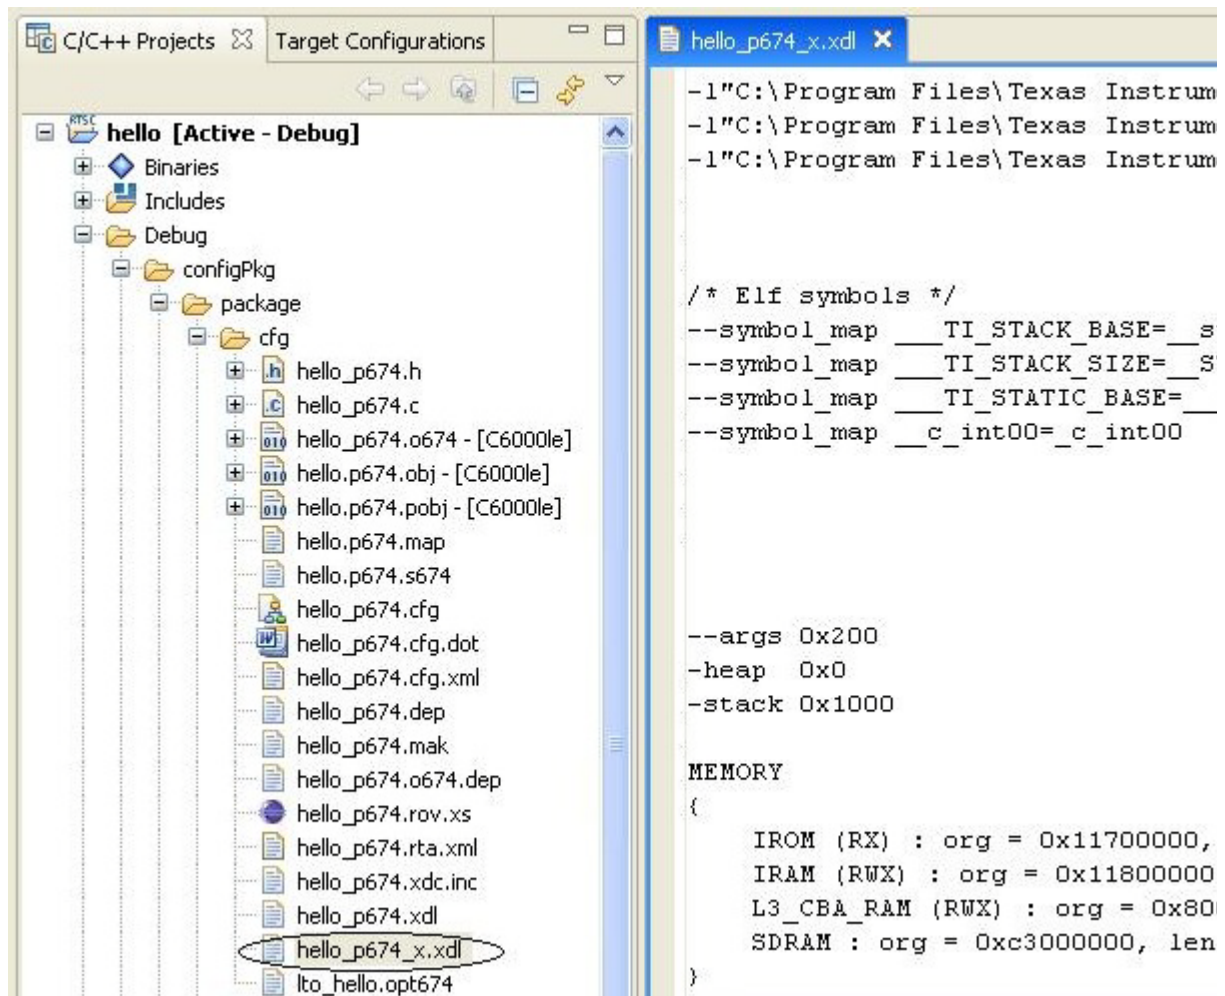 C/C++ Projects
Target Configurations
RTSC
hello [Active - Debug]
Binaries
Includes
Debug
configPkg
package
cfg
hello_p674.h
hello_p674.c
hello_p674.o674 - [C6000le]
hello.p674.obj - [C6000le]
hello.p674.pobj - [C6000le]
hello.p674.map
hello.p674.s674
hello_p674.cfg
hello_p674.cfg.dot
hello_p674.cfg.xml
hello_p674.dep
hello_p674.mak
hello_p674.o674.dep
hello_p674.rov.xs
hello_p674.rta.xml
hello_p674.xdc.inc
hello_p674.xdl
hello_p674_x.xdl
lto_hello.opt674
hello_p674_x.xdl
-l"C:\Program Files\Texas Instrum
-l"C:\Program Files\Texas Instrum
-l"C:\Program Files\Texas Instrum
/* Elf symbols */
--symbol_map ___TI_STACK_BASE=__s
--symbol_map ___TI_STACK_SIZE=__S
--symbol_map ___TI_STATIC_BASE=__
--symbol_map __c_int00=_c_int00
--args 0x200
-heap  0x0
-stack 0x1000
MEMORY
{
IROM (RX) : org = 0x11700000,
IRAM (RWX) : org = 0x11800000
L3_CBA_RAM (RWX) : org = 0x80
SDRAM : org = 0xc3000000, len
}